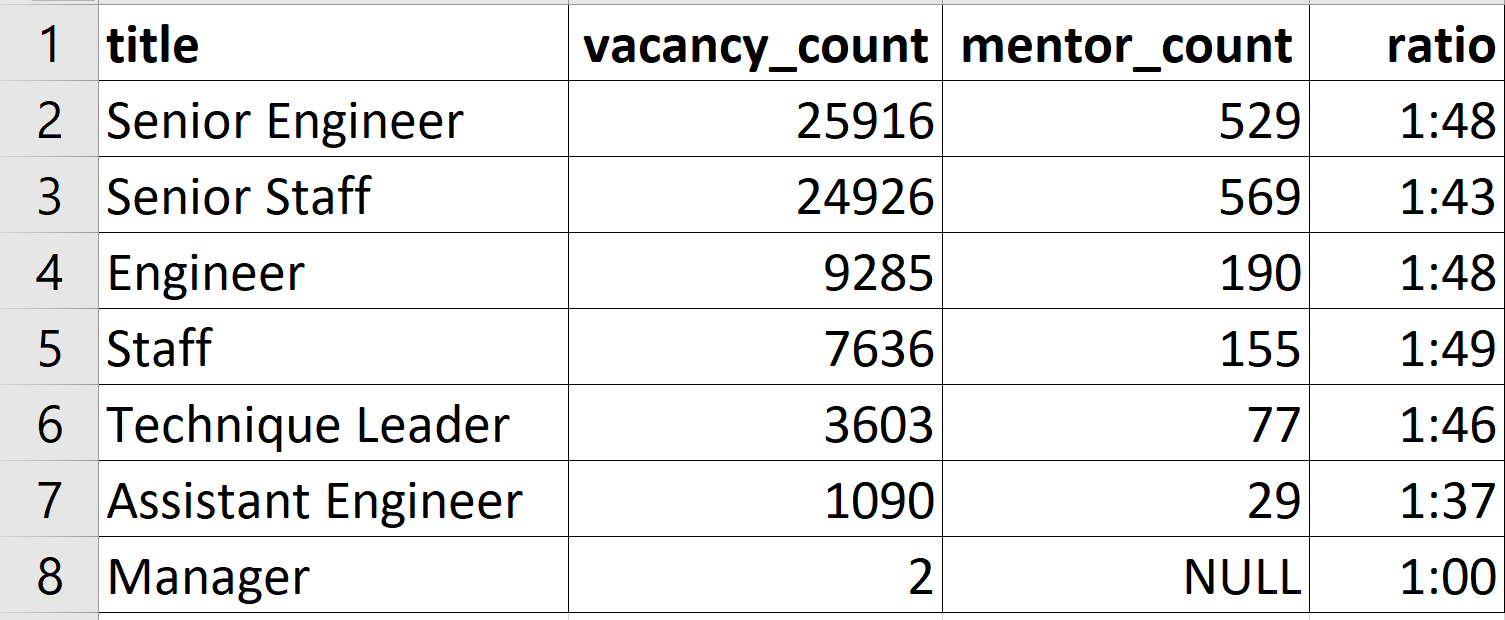 1 title vacancy_count mentor_count ratio
2 Senior Engineer 25916 529 1:48
3 Senior Staff 24926 569 1:43
4 Engineer 9285 190 1:48
5 Staff 7636 155 1:49
6 Technique Leader 3603 77 1:46
7 Assistant Engineer 1090 29 1:37
8 Manager 2 NULL 1:00